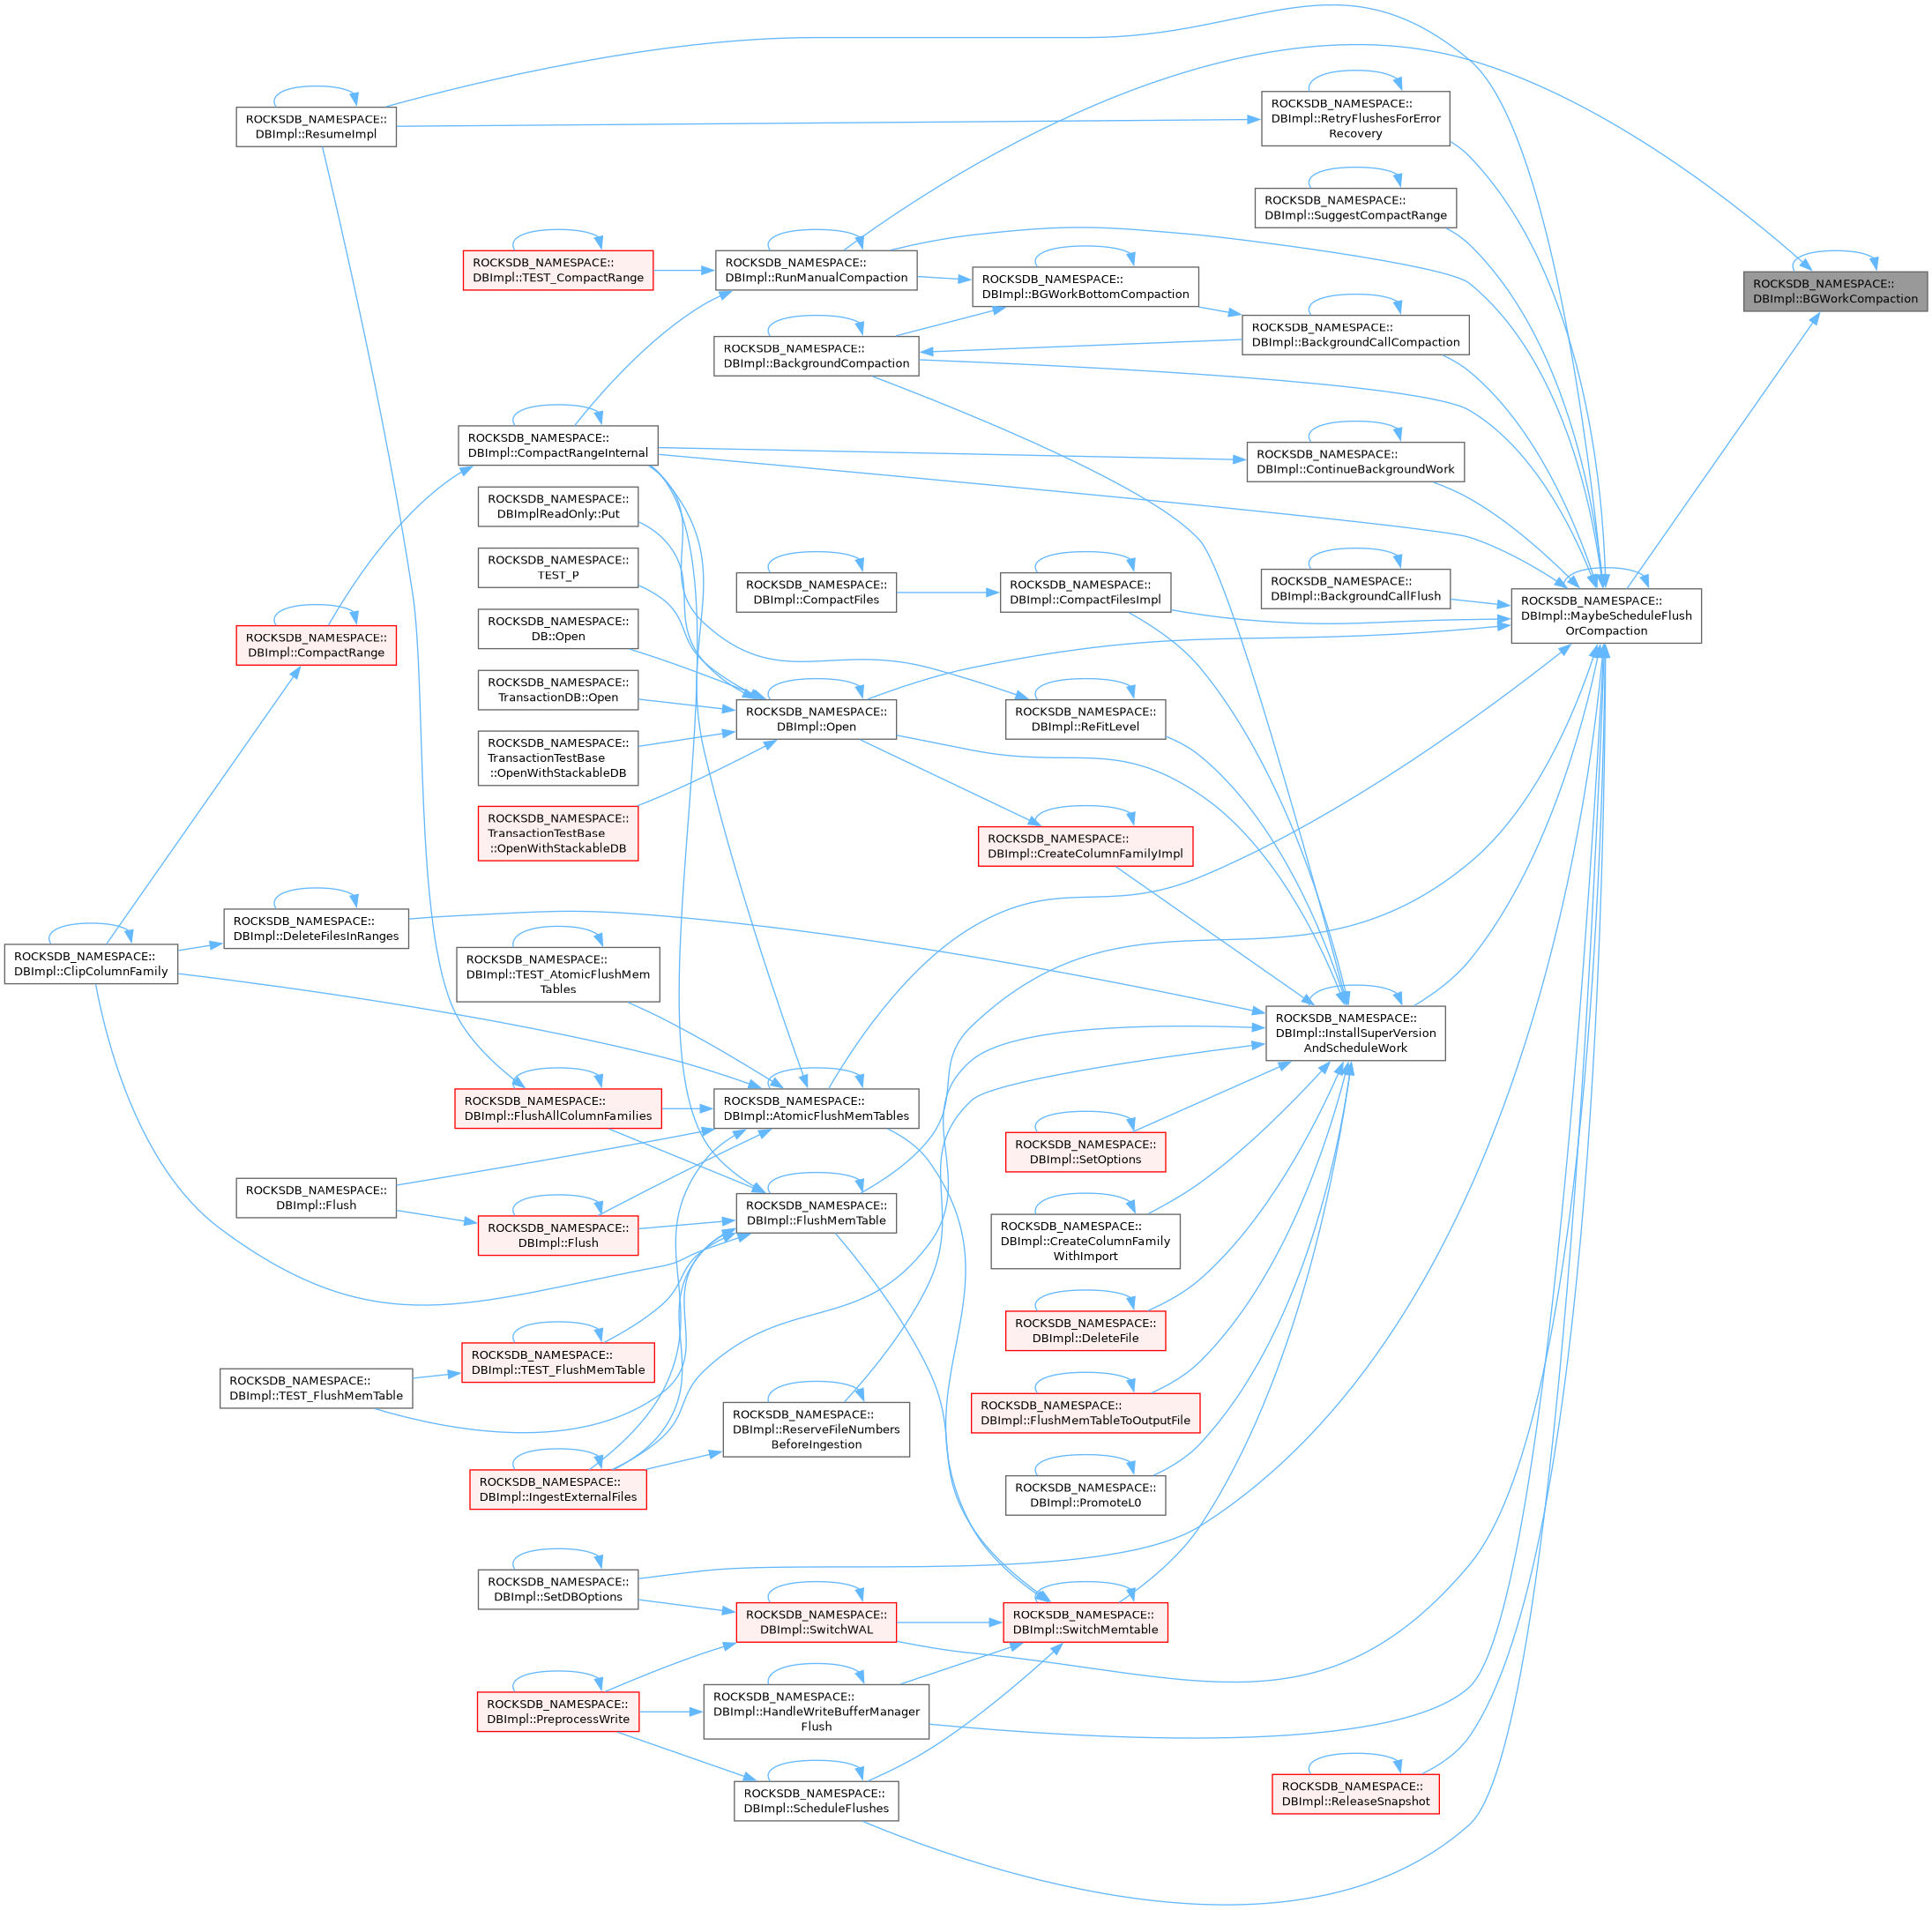 ROCKSDB_NAMESPACE::
DBImpl::ResumeImpl
ROCKSDB_NAMESPACE::
DBImpl::RetryFlushesForError
Recovery
ROCKSDB_NAMESPACE::
DBImpl::SuggestCompactRange
ROCKSDB_NAMESPACE::
DBImpl::TEST_CompactRange
ROCKSDB_NAMESPACE::
DBImpl::RunManualCompaction
ROCKSDB_NAMESPACE::
DBImpl::BGWorkBottomCompaction
ROCKSDB_NAMESPACE::
DBImpl::BGWorkCompaction
ROCKSDB_NAMESPACE::
DBImpl::BackgroundCallCompaction
ROCKSDB_NAMESPACE::
DBImpl::BackgroundCompaction
ROCKSDB_NAMESPACE::
DBImpl::CompactRangeInternal
ROCKSDB_NAMESPACE::
DBImpl::ContinueBackgroundWork
ROCKSDB_NAMESPACE::
DBImplReadOnly::Put
ROCKSDB_NAMESPACE::
TEST_P
ROCKSDB_NAMESPACE::
DBImpl::CompactFiles
ROCKSDB_NAMESPACE::
DBImpl::CompactFilesImpl
ROCKSDB_NAMESPACE::
DBImpl::BackgroundCallFlush
ROCKSDB_NAMESPACE::
DBImpl::MaybeScheduleFlush
OrCompaction
ROCKSDB_NAMESPACE::
DBImpl::CompactRange
ROCKSDB_NAMESPACE::
DB::Open
ROCKSDB_NAMESPACE::
TransactionDB::Open
ROCKSDB_NAMESPACE::
DBImpl::Open
ROCKSDB_NAMESPACE::
DBImpl::ReFitLevel
ROCKSDB_NAMESPACE::
TransactionTestBase
::OpenWithStackableDB
ROCKSDB_NAMESPACE::
TransactionTestBase
::OpenWithStackableDB
ROCKSDB_NAMESPACE::
DBImpl::CreateColumnFamilyImpl
ROCKSDB_NAMESPACE::
DBImpl::DeleteFilesInRanges
ROCKSDB_NAMESPACE::
DBImpl::ClipColumnFamily
ROCKSDB_NAMESPACE::
DBImpl::TEST_AtomicFlushMem
Tables
ROCKSDB_NAMESPACE::
DBImpl::InstallSuperVersion
AndScheduleWork
ROCKSDB_NAMESPACE::
DBImpl::FlushAllColumnFamilies
ROCKSDB_NAMESPACE::
DBImpl::AtomicFlushMemTables
ROCKSDB_NAMESPACE::
DBImpl::SetOptions
ROCKSDB_NAMESPACE::
DBImpl::Flush
ROCKSDB_NAMESPACE::
DBImpl::Flush
ROCKSDB_NAMESPACE::
DBImpl::FlushMemTable
ROCKSDB_NAMESPACE::
DBImpl::CreateColumnFamily
WithImport
ROCKSDB_NAMESPACE::
DBImpl::DeleteFile
ROCKSDB_NAMESPACE::
DBImpl::TEST_FlushMemTable
ROCKSDB_NAMESPACE::
DBImpl::TEST_FlushMemTable
ROCKSDB_NAMESPACE::
DBImpl::FlushMemTableToOutputFile
ROCKSDB_NAMESPACE::
DBImpl::ReserveFileNumbers
BeforeIngestion
ROCKSDB_NAMESPACE::
DBImpl::IngestExternalFiles
ROCKSDB_NAMESPACE::
DBImpl::PromoteL0
ROCKSDB_NAMESPACE::
DBImpl::SetDBOptions
ROCKSDB_NAMESPACE::
DBImpl::SwitchWAL
ROCKSDB_NAMESPACE::
DBImpl::SwitchMemtable
ROCKSDB_NAMESPACE::
DBImpl::PreprocessWrite
ROCKSDB_NAMESPACE::
DBImpl::HandleWriteBufferManager
Flush
ROCKSDB_NAMESPACE::
DBImpl::ScheduleFlushes
ROCKSDB_NAMESPACE::
DBImpl::ReleaseSnapshot